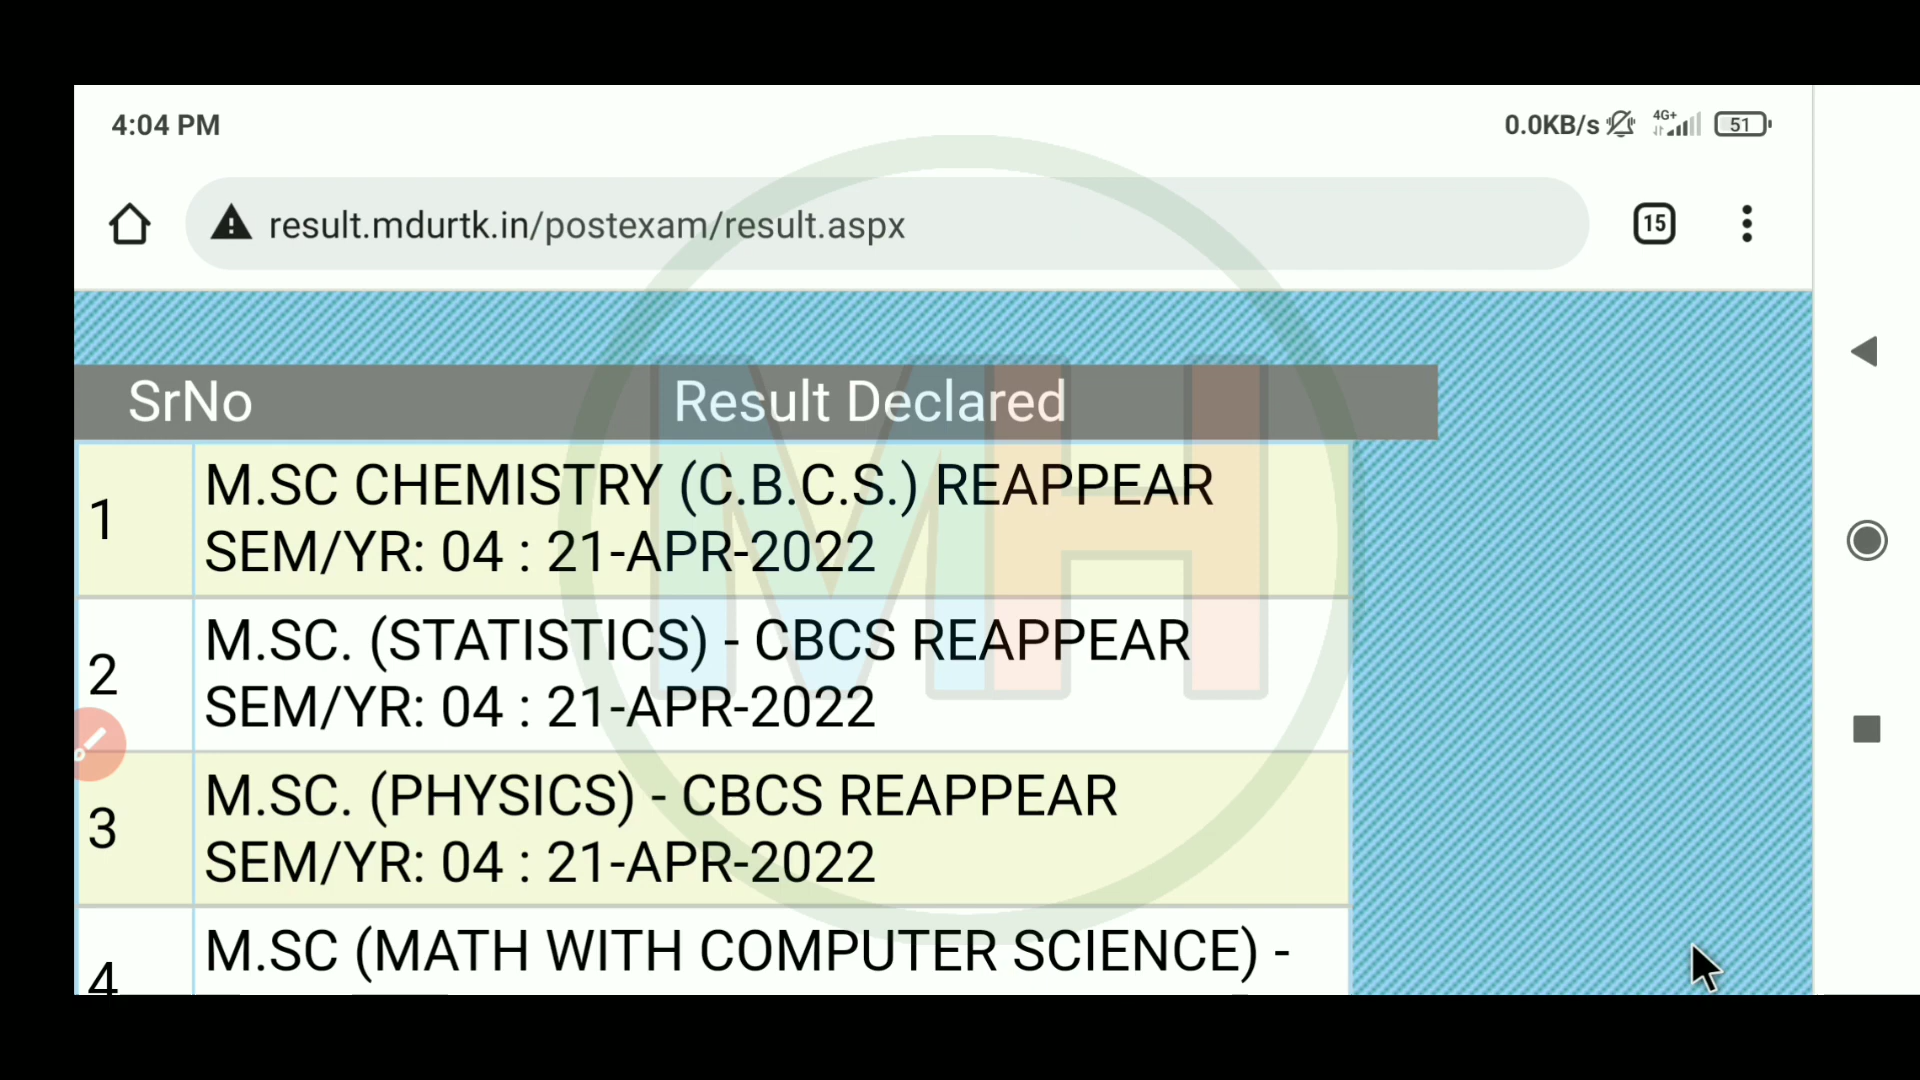 4:04 PM
0.0KB/s 4G+ 51
result.mdurtk.in/postexam/result.aspx
15
SrNo Result Declared
1 M.SC CHEMISTRY (C.B.C.S.) REAPPEAR
SEM/YR: 04 : 21-APR-2022
2 M.SC. (STATISTICS) - CBCS REAPPEAR
SEM/YR: 04 : 21-APR-2022
3 M.SC. (PHYSICS) - CBCS REAPPEAR
SEM/YR: 04 : 21-APR-2022
4 M.SC (MATH WITH COMPUTER SCIENCE) -
MH